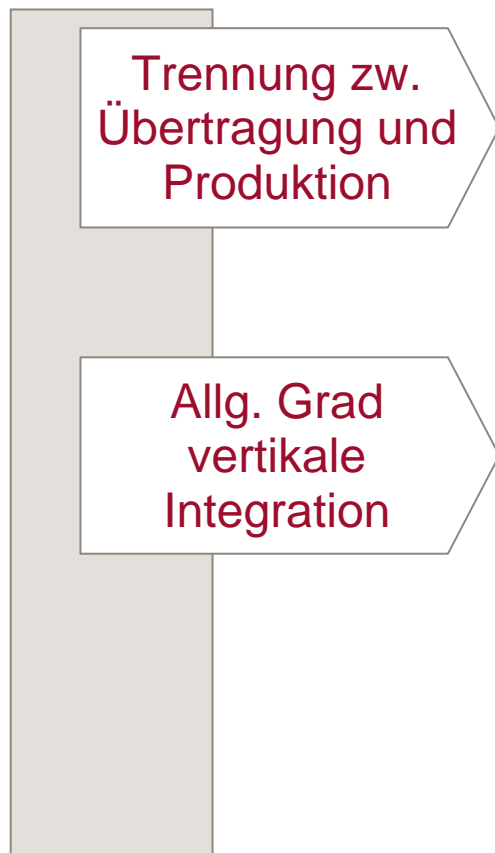 Trennung zw.
Übertragung und
Produktion
Allg. Grad
vertikale
Integration